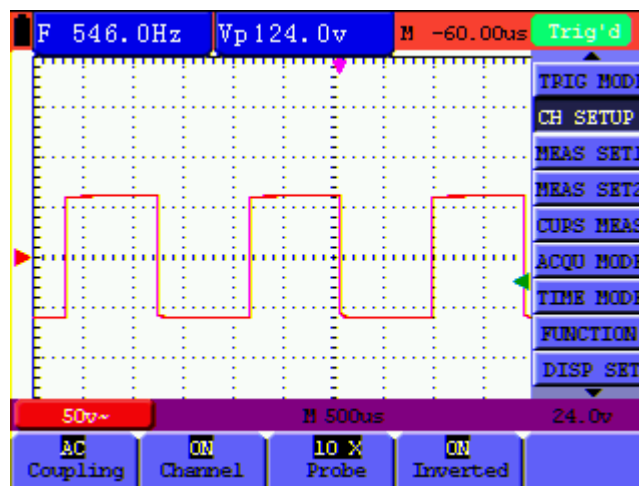 F 546.0Hz Vp124.0v M -60.00us Trig'd
TRIG MODE
CH SETUP
MEAS SET1
MEAS SET2
CURS MEAS
ACQU MODE
TIME MODE
FUNCTION
DISP SET
50v~ M 500us 24.0v
AC ON 10 X ON
Coupling Channel Probe Inverted